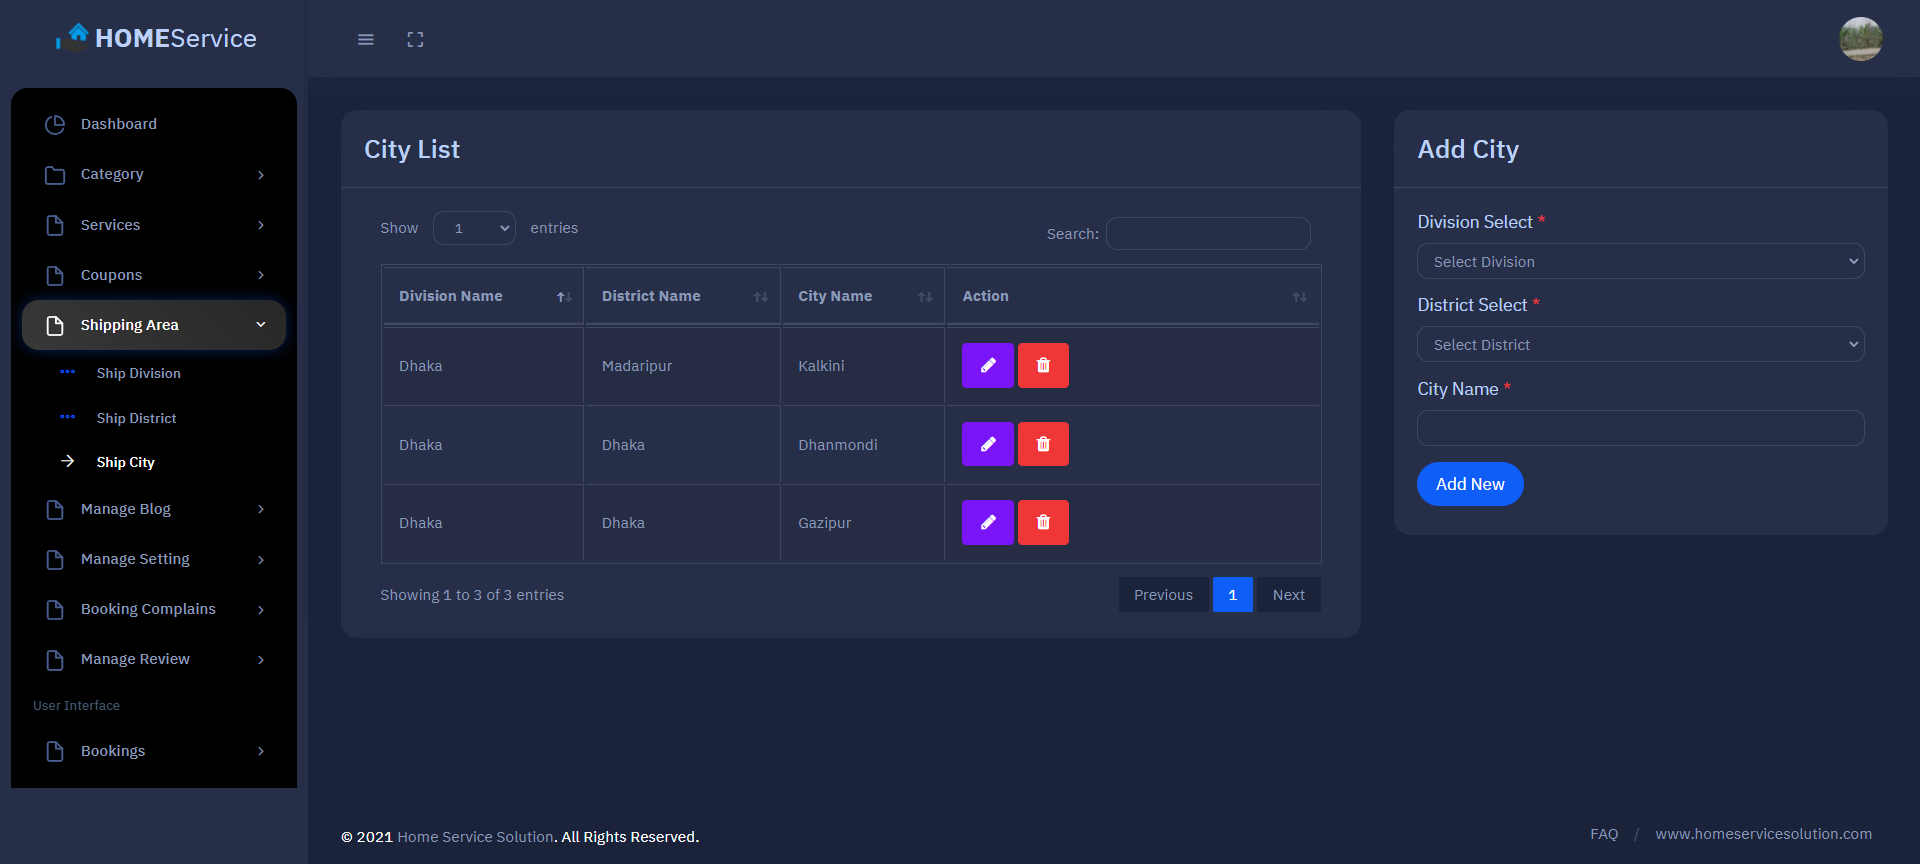 HOMEService
Dashboard
Category
Services
Coupons
Shipping Area
Ship Division
Ship District
Ship City
Manage Blog
Manage Setting
Booking Complains
Manage Review
User Interface
Bookings
City List
Show 1 entries
Search:
Division Name District Name City Name Action
Dhaka Madaripur Kalkini
Dhaka Dhaka Dhanmondi
Dhaka Dhaka Gazipur
Showing 1 to 3 of 3 entries
Previous 1 Next
Add City
Division Select *
Select Division
District Select *
Select District
City Name *
Add New
© 2021 Home Service Solution. All Rights Reserved.
FAQ / www.homeservicesolution.com